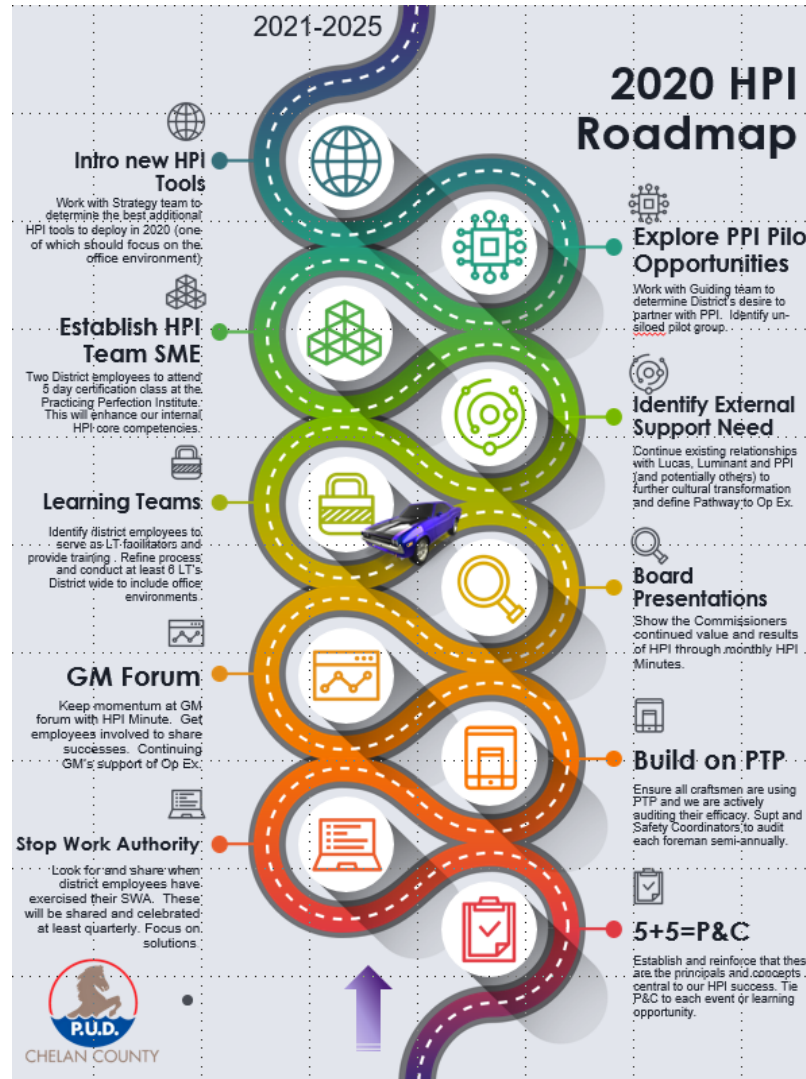 2021-2025
2020 HPI
Roadmap
Intro new HPI
Tools
Work with Strategy team to
determine the best additional
HPI tools to deploy in 2020 (one
of which should focus on the
office environment)
Explore PPI Pilo
Opportunities
Work with Guiding team to
determine District's desire to
partner with PPI. Identify un-
siloed pilot group.
Establish HPI
Team SME
Two District employees to attend
5 day certification class at the
Practicing Perfection Institute.
This will enhance our internal
HPI core competencies.
Identify External
Support Need
Continue existing relationships
with Lucas, Luminant and PPI
(and potentially others) to
further cultural transformation
and define Pathway to Op Ex.
Learning Teams
Identify district employees to
serve as LT facilitators and
provide training . Refine process
and conduct at least 6 LT's
District wide to include office
environments
Board
Presentations
Show the Commissioners
continued value and results
of HPI through monthly HPI
Minutes.
GM Forum
Keep momentum at GM
forum with HPI Minute. Get
employees involved to share
successes. Continuing
GM's support of Op Ex.
Build on PTP
Ensure all craftsmen are using
PTP and we are actively
auditing their efficacy. Supt and
Safety Coordinators to audit
each foreman semi-annually.
Stop Work Authority
Look for and share when
district employees have
exercised their SWA. These
will be shared and celebrated
at least quarterly. Focus on
solutions
5+5=P&C
Establish and reinforce that thes
are the principals and concepts
central to our HPI success. Tie
P&C to each event or learning
opportunity.
P.U.D.
CHELAN COUNTY